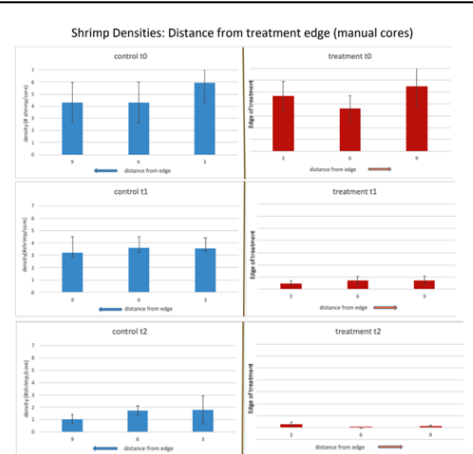 Shrimp Densities: Distance from treatment edge (manual cores)
control t0
treatment t0
density (# shrimp/core)
7
6
5
4
3
2
1
0
9 6 3
distance from edge
Edge of treatment
3 6 9
distance from edge
control t1
treatment t1
density(#shrimp/core)
7
6
5
4
3
2
1
0
9 6 3
distance from edge
Edge of treatment
3 6 9
distance from edge
control t2
treatment t2
density (#shrimp/core)
7
6
5
4
3
2
1
0
9 6 3
distance from edge
Edge of treatment
3 6 9
distance from edge